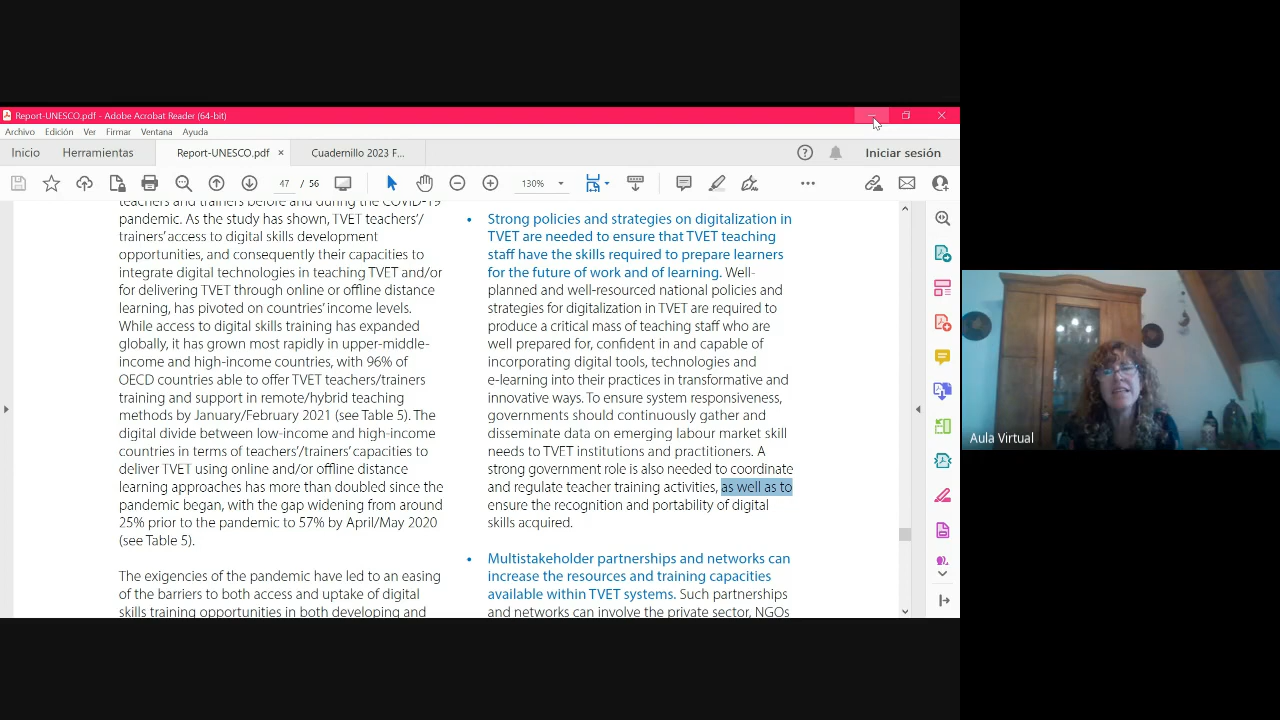 Report-UNESCO.pdf - Adobe Acrobat Reader (64-bit)
Archivo Edición Ver Firmar Ventana Ayuda
Inicio Herramientas Report-UNESCO.pdf × Cuadernillo 2023 F... Iniciar sesión
47 / 56 130%
teachers and trainers before and during the COVID-19
pandemic. As the study has shown, TVET teachers'/
trainers' access to digital skills development
opportunities, and consequently their capacities to
integrate digital technologies in teaching TVET and/or
for delivering TVET through online or offline distance
learning, has pivoted on countries' income levels.
While access to digital skills training has expanded
globally, it has grown most rapidly in upper-middle-
income and high-income countries, with 96% of
OECD countries able to offer TVET teachers/trainers
training and support in remote/hybrid teaching
methods by January/February 2021 (see Table 5). The
digital divide between low-income and high-income
countries in terms of teachers'/trainers' capacities to
deliver TVET using online and/or offline distance
learning approaches has more than doubled since the
pandemic began, with the gap widening from around
25% prior to the pandemic to 57% by April/May 2020
(see Table 5).
The exigencies of the pandemic have led to an easing
of the barriers to both access and uptake of digital
skills training opportunities in both developing and
• Strong policies and strategies on digitalization in
TVET are needed to ensure that TVET teaching
staff have the skills required to prepare learners
for the future of work and of learning. Well-
planned and well-resourced national policies and
strategies for digitalization in TVET are required to
produce a critical mass of teaching staff who are
well prepared for, confident in and capable of
incorporating digital tools, technologies and
e-learning into their practices in transformative and
innovative ways. To ensure system responsiveness,
governments should continuously gather and
disseminate data on emerging labour market skill
needs to TVET institutions and practitioners. A
strong government role is also needed to coordinate
and regulate teacher training activities, as well as to
ensure the recognition and portability of digital
skills acquired.
• Multistakeholder partnerships and networks can
increase the resources and training capacities
available within TVET systems. Such partnerships
and networks can involve the private sector, NGOs
Aula Virtual